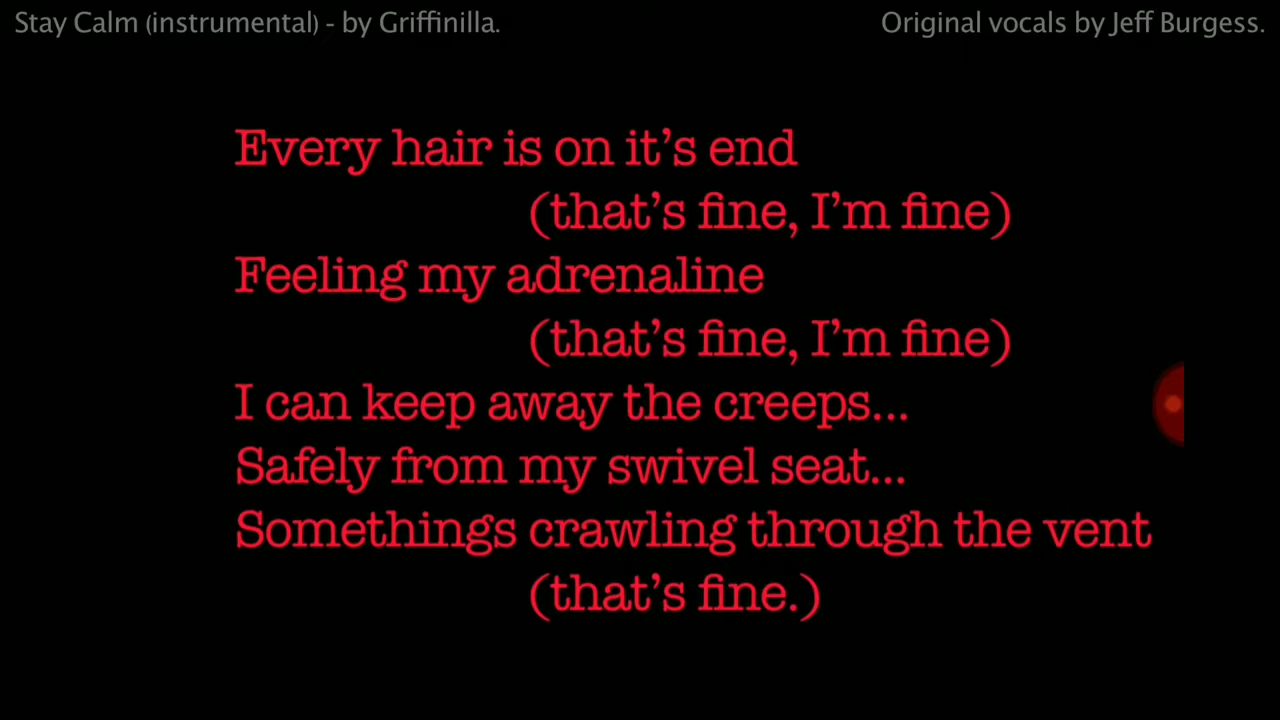 Stay Calm (instrumental) - by Griffinilla.
Original vocals by Jeff Burgess.
Every hair is on it’s end
(that’s fine, I’m fine)
Feeling my adrenaline
(that’s fine, I’m fine)
I can keep away the creeps...
Safely from my swivel seat...
Somethings crawling through the vent
(that’s fine.)